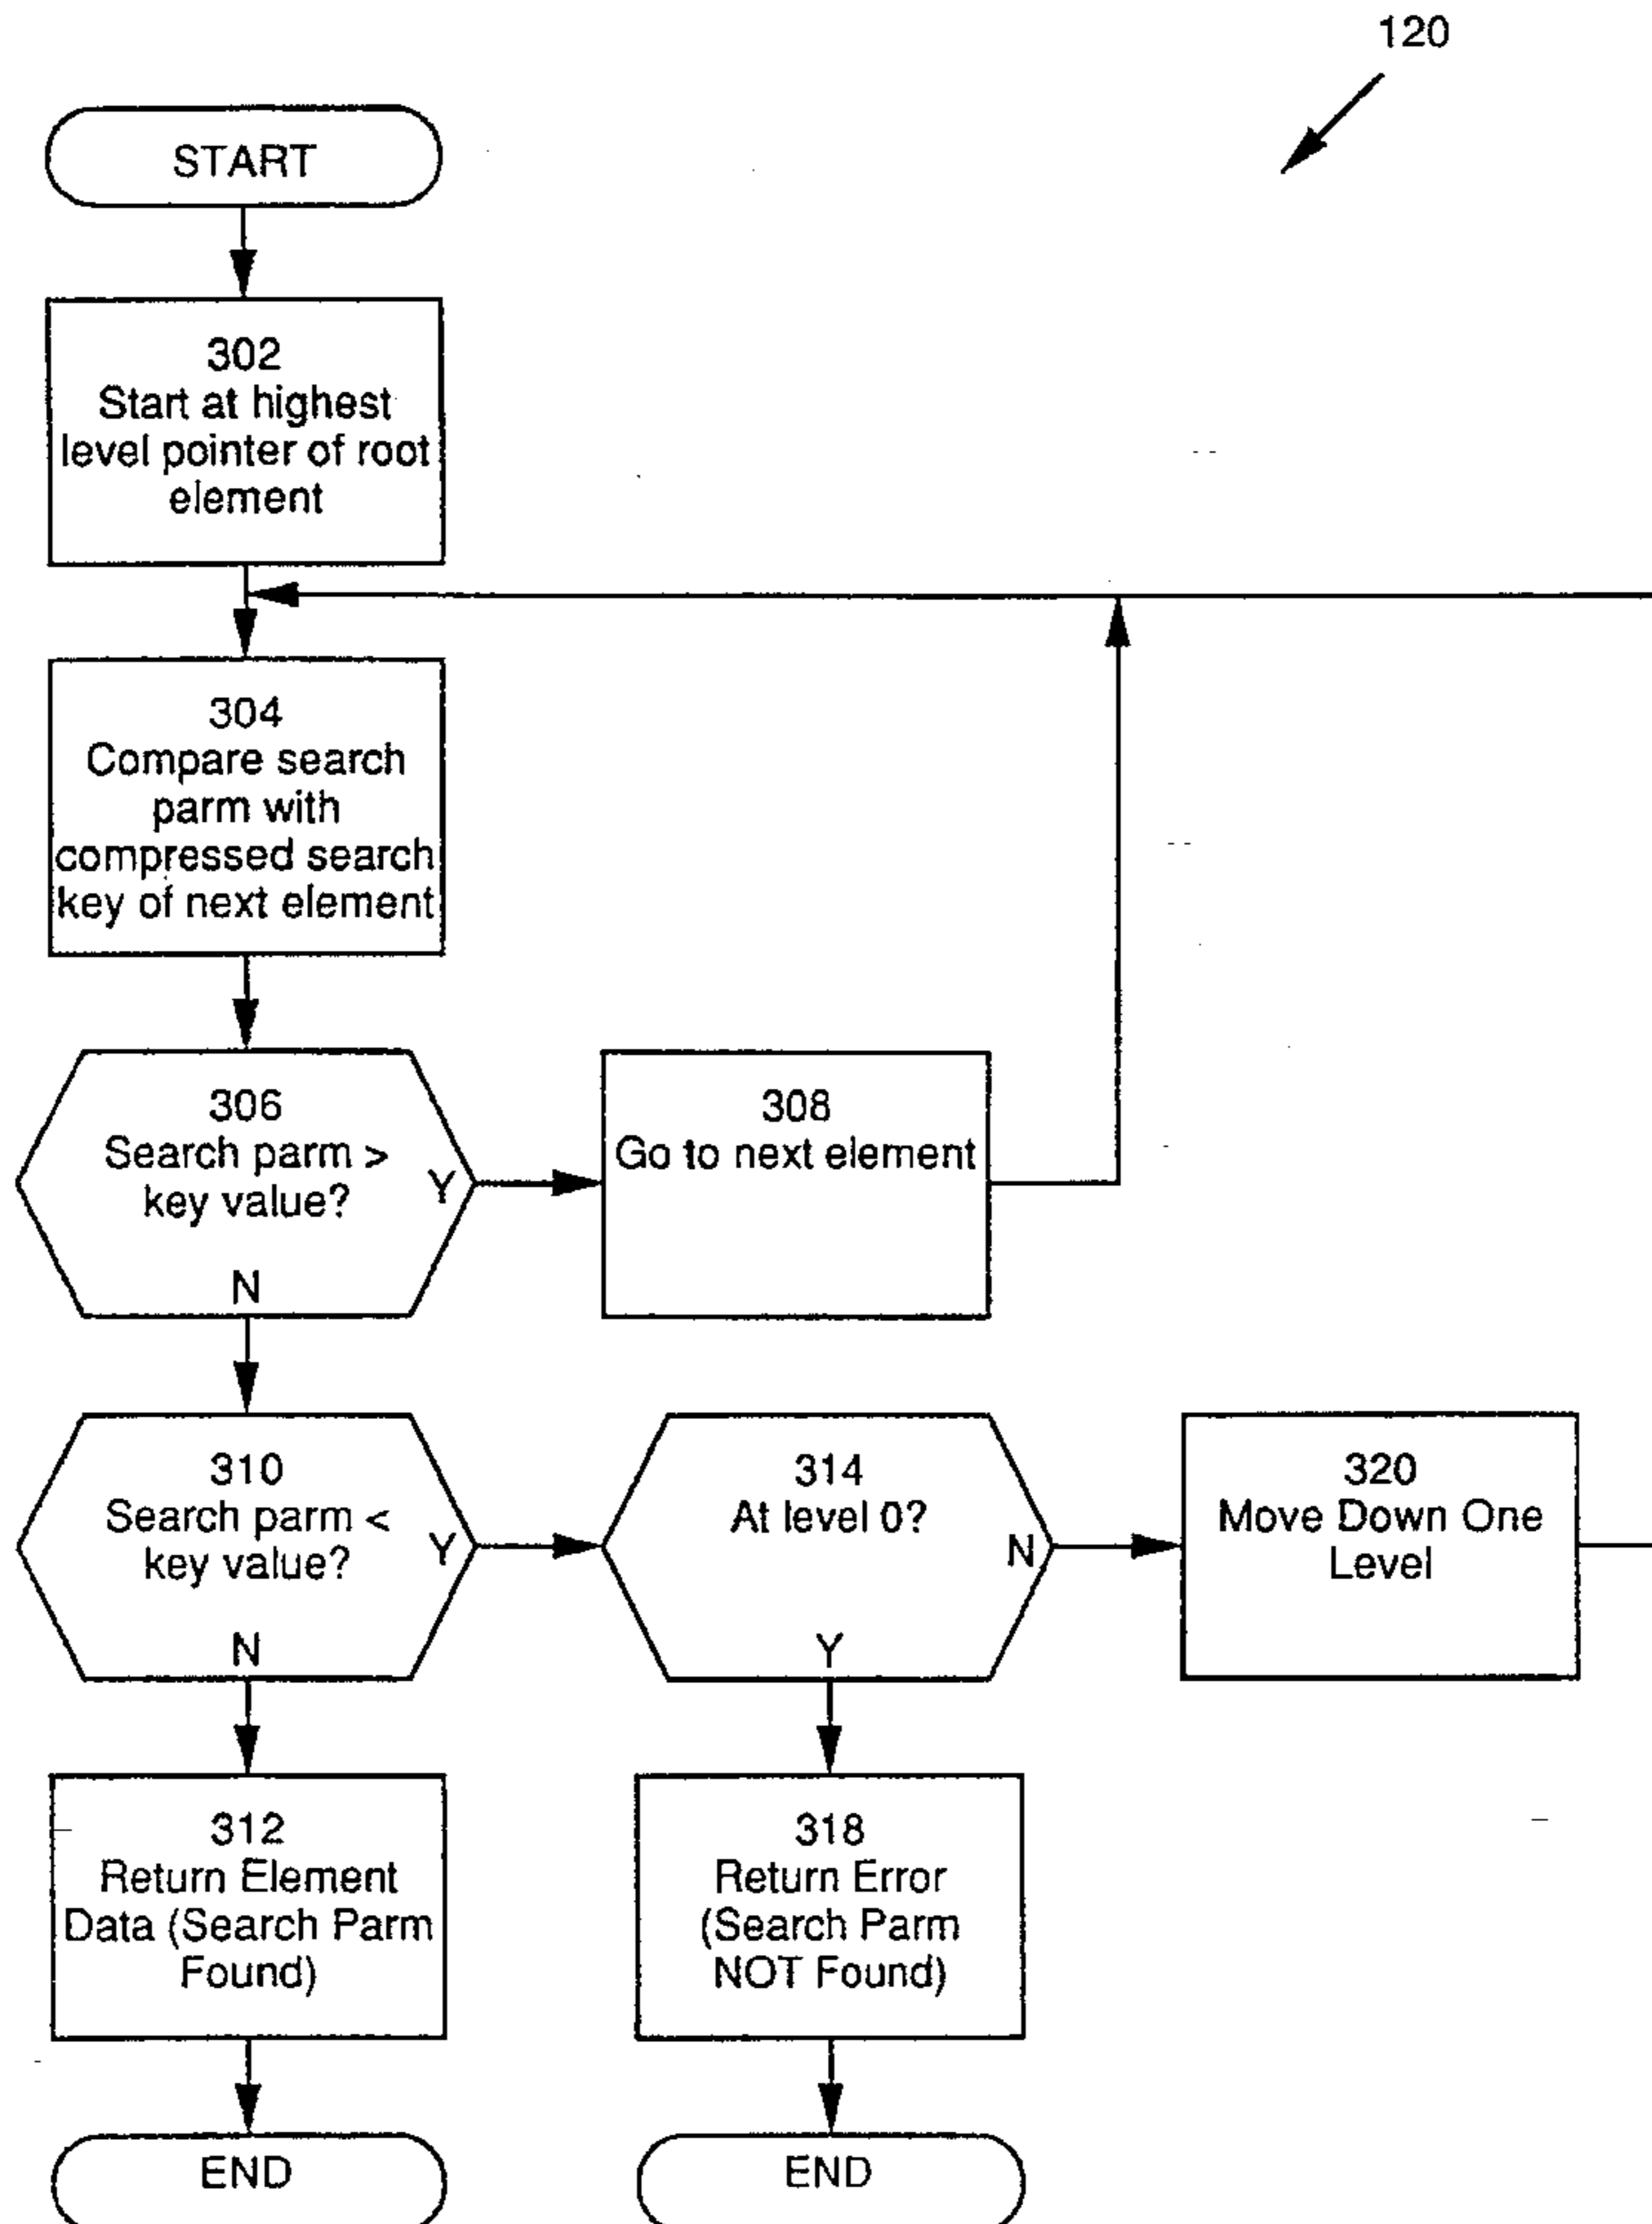 120
START
302
Start at highest
level pointer of root
element
304
Compare search
parm with
compressed search
key of next element
306
Search parm >
key value?
Y
N
308
Go to next element
310
Search parm <
key value?
Y
N
314
At level 0?
N
Y
320
Move Down One
Level
312
Return Element
Data (Search Parm
Found)
318
Return Error
(Search Parm
NOT Found)
END
END